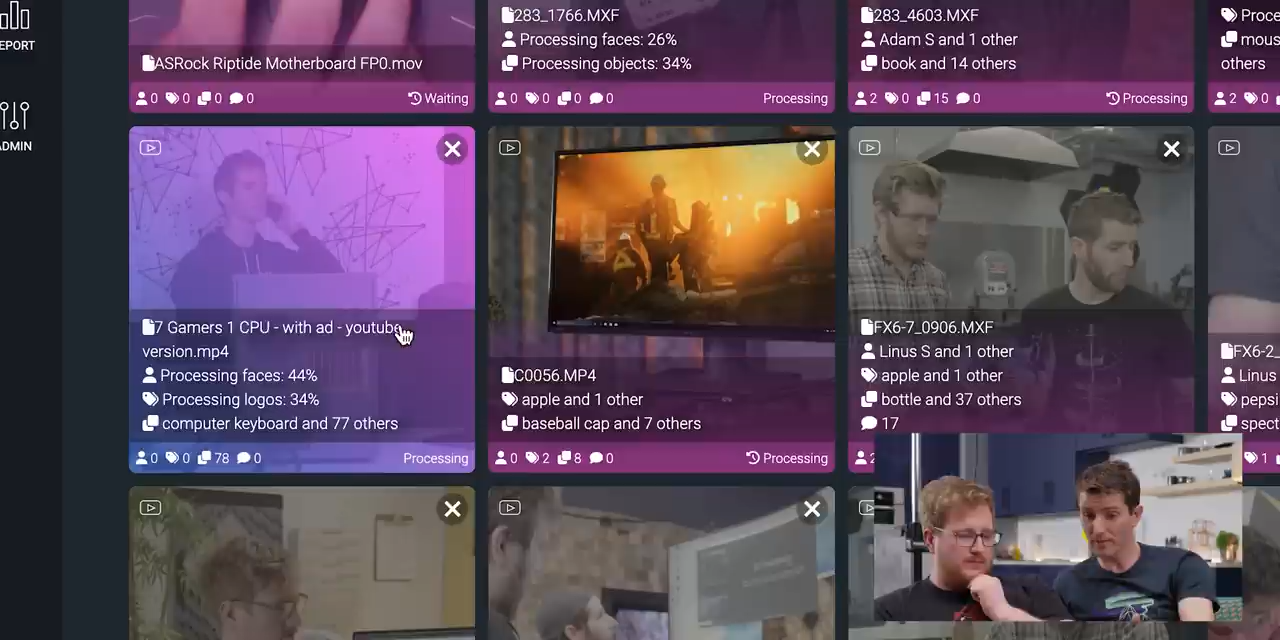 EPORT
ADMIN
ASRock Riptide Motherboard FP0.mov
0 0 0 0 Waiting
283_1766.MXF
Processing faces: 26%
Processing objects: 34%
0 0 0 0 Processing
283_4603.MXF
Adam S and 1 other
book and 14 others
2 0 15 0 Processing
Proce
mous
others
2 0
7 Gamers 1 CPU - with ad - youtube
version.mp4
Processing faces: 44%
Processing logos: 34%
computer keyboard and 77 others
0 0 78 0 Processing
C0056.MP4
apple and 1 other
baseball cap and 7 others
0 2 8 0 Processing
FX6-7_0906.MXF
Linus S and 1 other
apple and 1 other
bottle and 37 others
17
2
FX6-2_
Linus
pepsi
spect
1